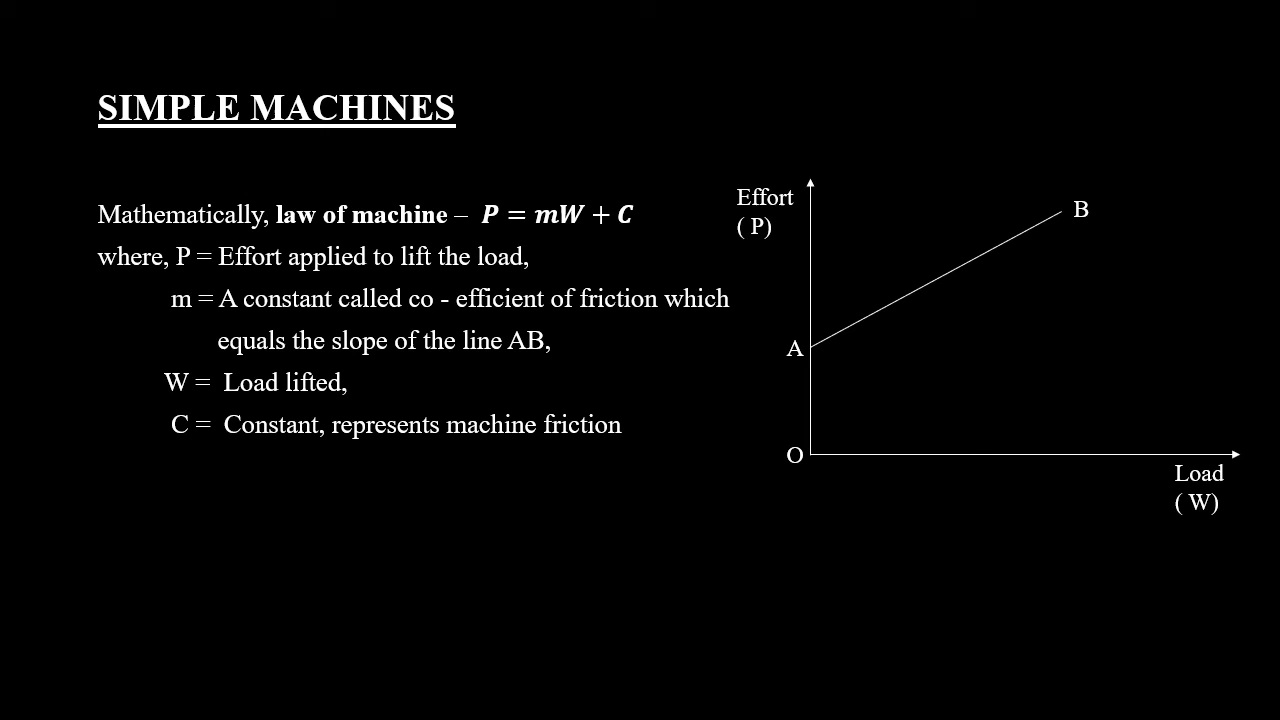 SIMPLE MACHINES
Mathematically, law of machine – P = mW + C
where, P = Effort applied to lift the load,
m = A constant called co - efficient of friction which
equals the slope of the line AB,
W = Load lifted,
C = Constant, represents machine friction
Effort
( P)
B
A
O
Load
( W)